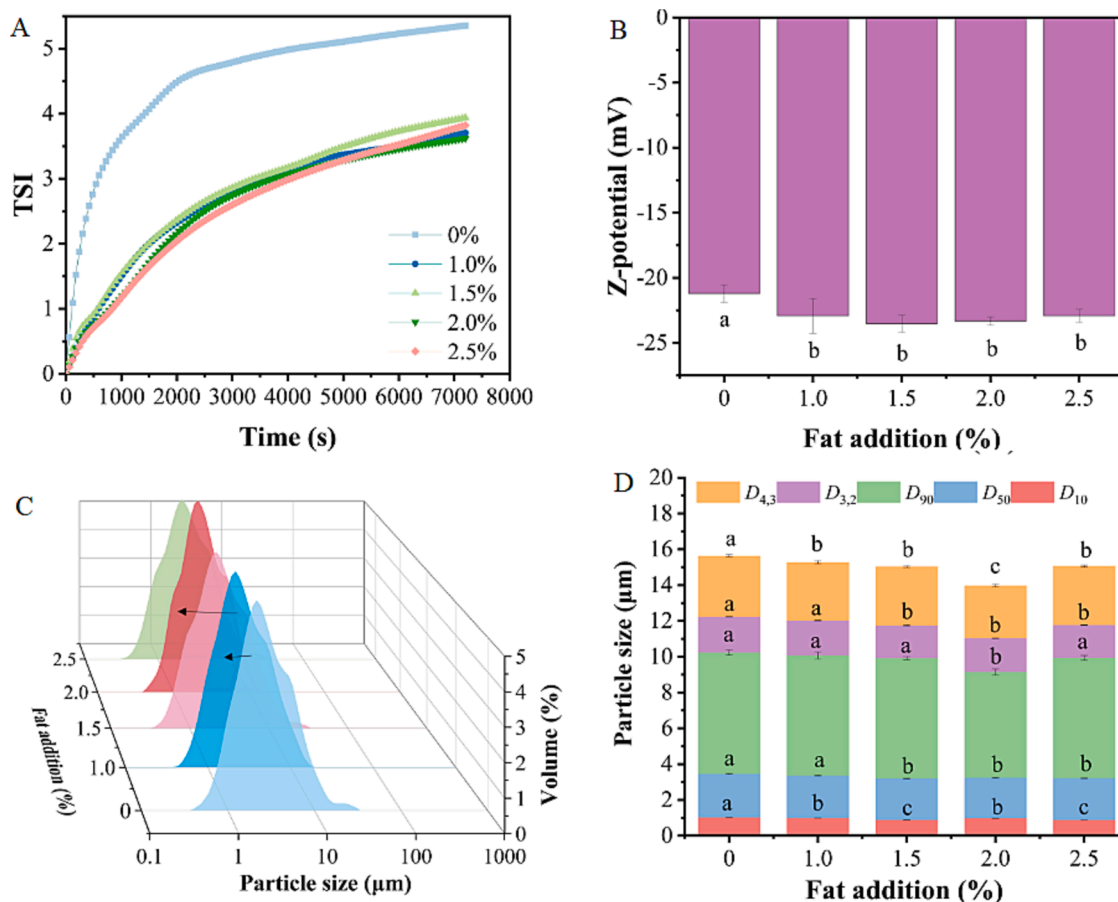 A
TSI
5
4
3
2
1
0
0 1000 2000 3000 4000 5000 6000 7000 8000
Time (s)
0%
1.0%
1.5%
2.0%
2.5%
B
Z-potential (mV)
0
-5
-10
-15
-20
-25
a b b b b
0 1.0 1.5 2.0 2.5
Fat addition (%)
C
2.5
2.0
1.5
1.0
0
Fat addition (%)
0.1 1 10 100 1000
Particle size (μm)
5
4
3
2
1
0
Volume (%)
D
Particle size (μm)
20
18
16
14
12
10
8
6
4
2
0
D4,3 D3,2 D90 D50 D10
a b b c b
a a b b b
a a a b a
a a b b b
a b c b c
0 1.0 1.5 2.0 2.5
Fat addition (%)